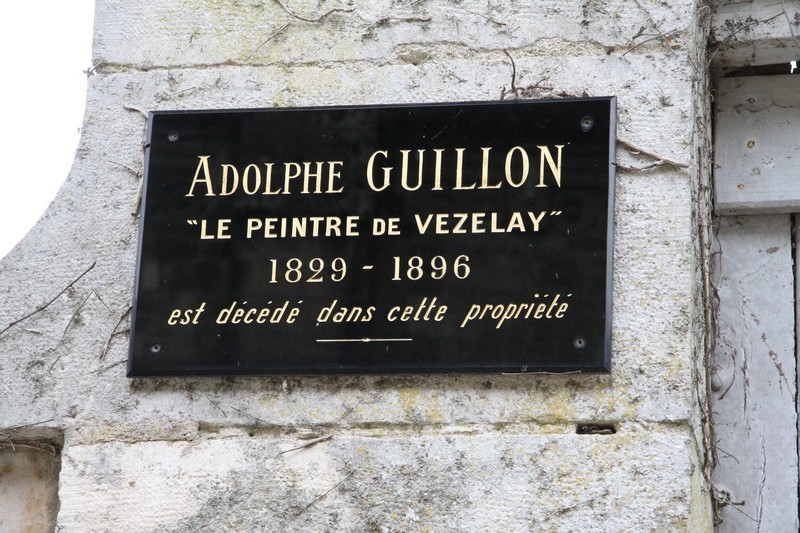 ADOLPHE GUILLON
"LE PEINTRE DE VEZELAY"
1829 - 1896
est décédé dans cette propriété